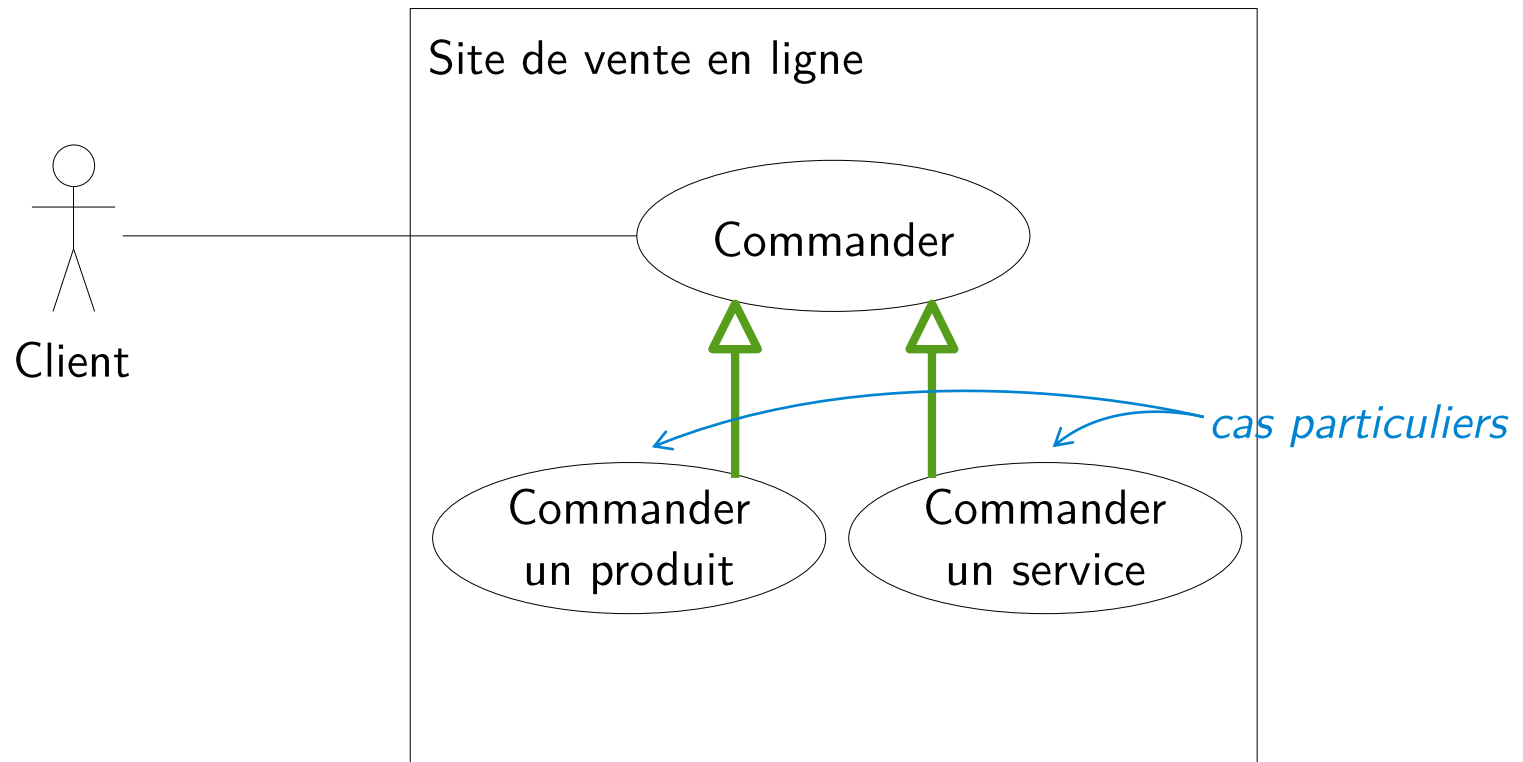 Site de vente en ligne
Commander
Client
cas particuliers
Commander
un produit
Commander
un service